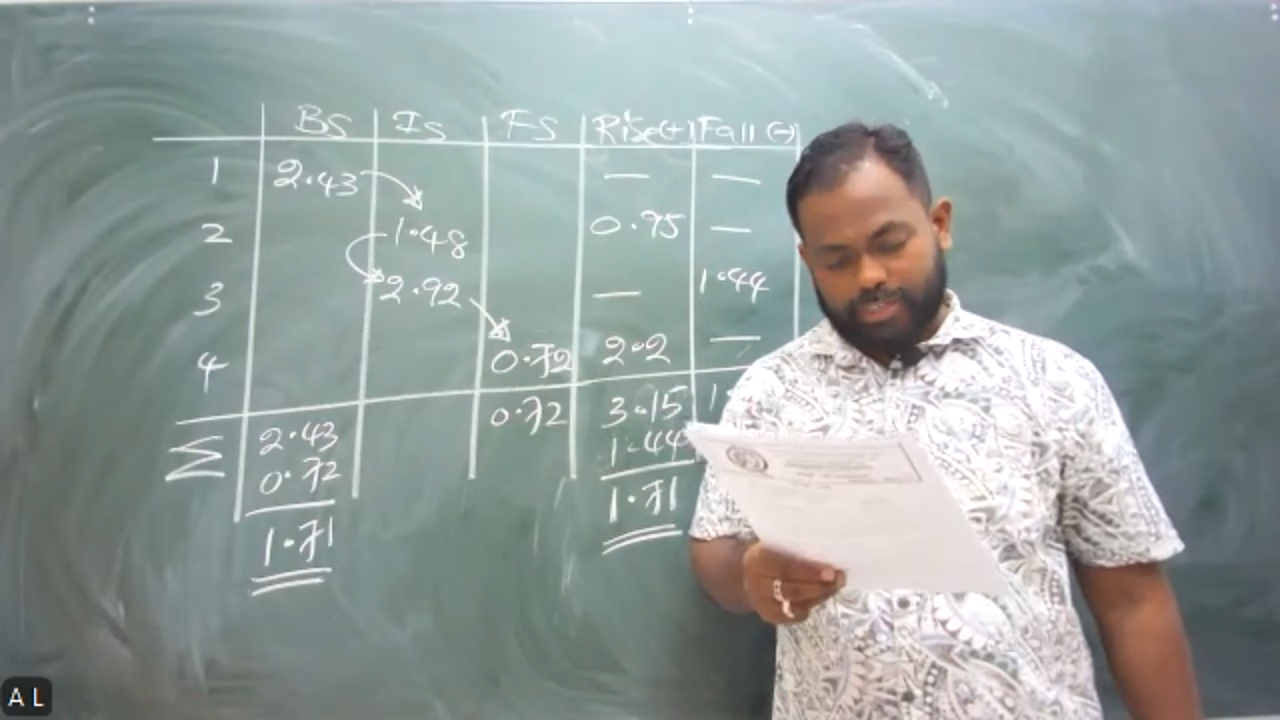 BS IS FS Rise(+) Fall(-)
1 2.43 — —
2 1.48 0.95 —
3 2.92 — 1.44
4 0.72 2.2 —
Σ 2.43 0.72 3.15 1.
0.72 1.44
1.71 1.71
A L